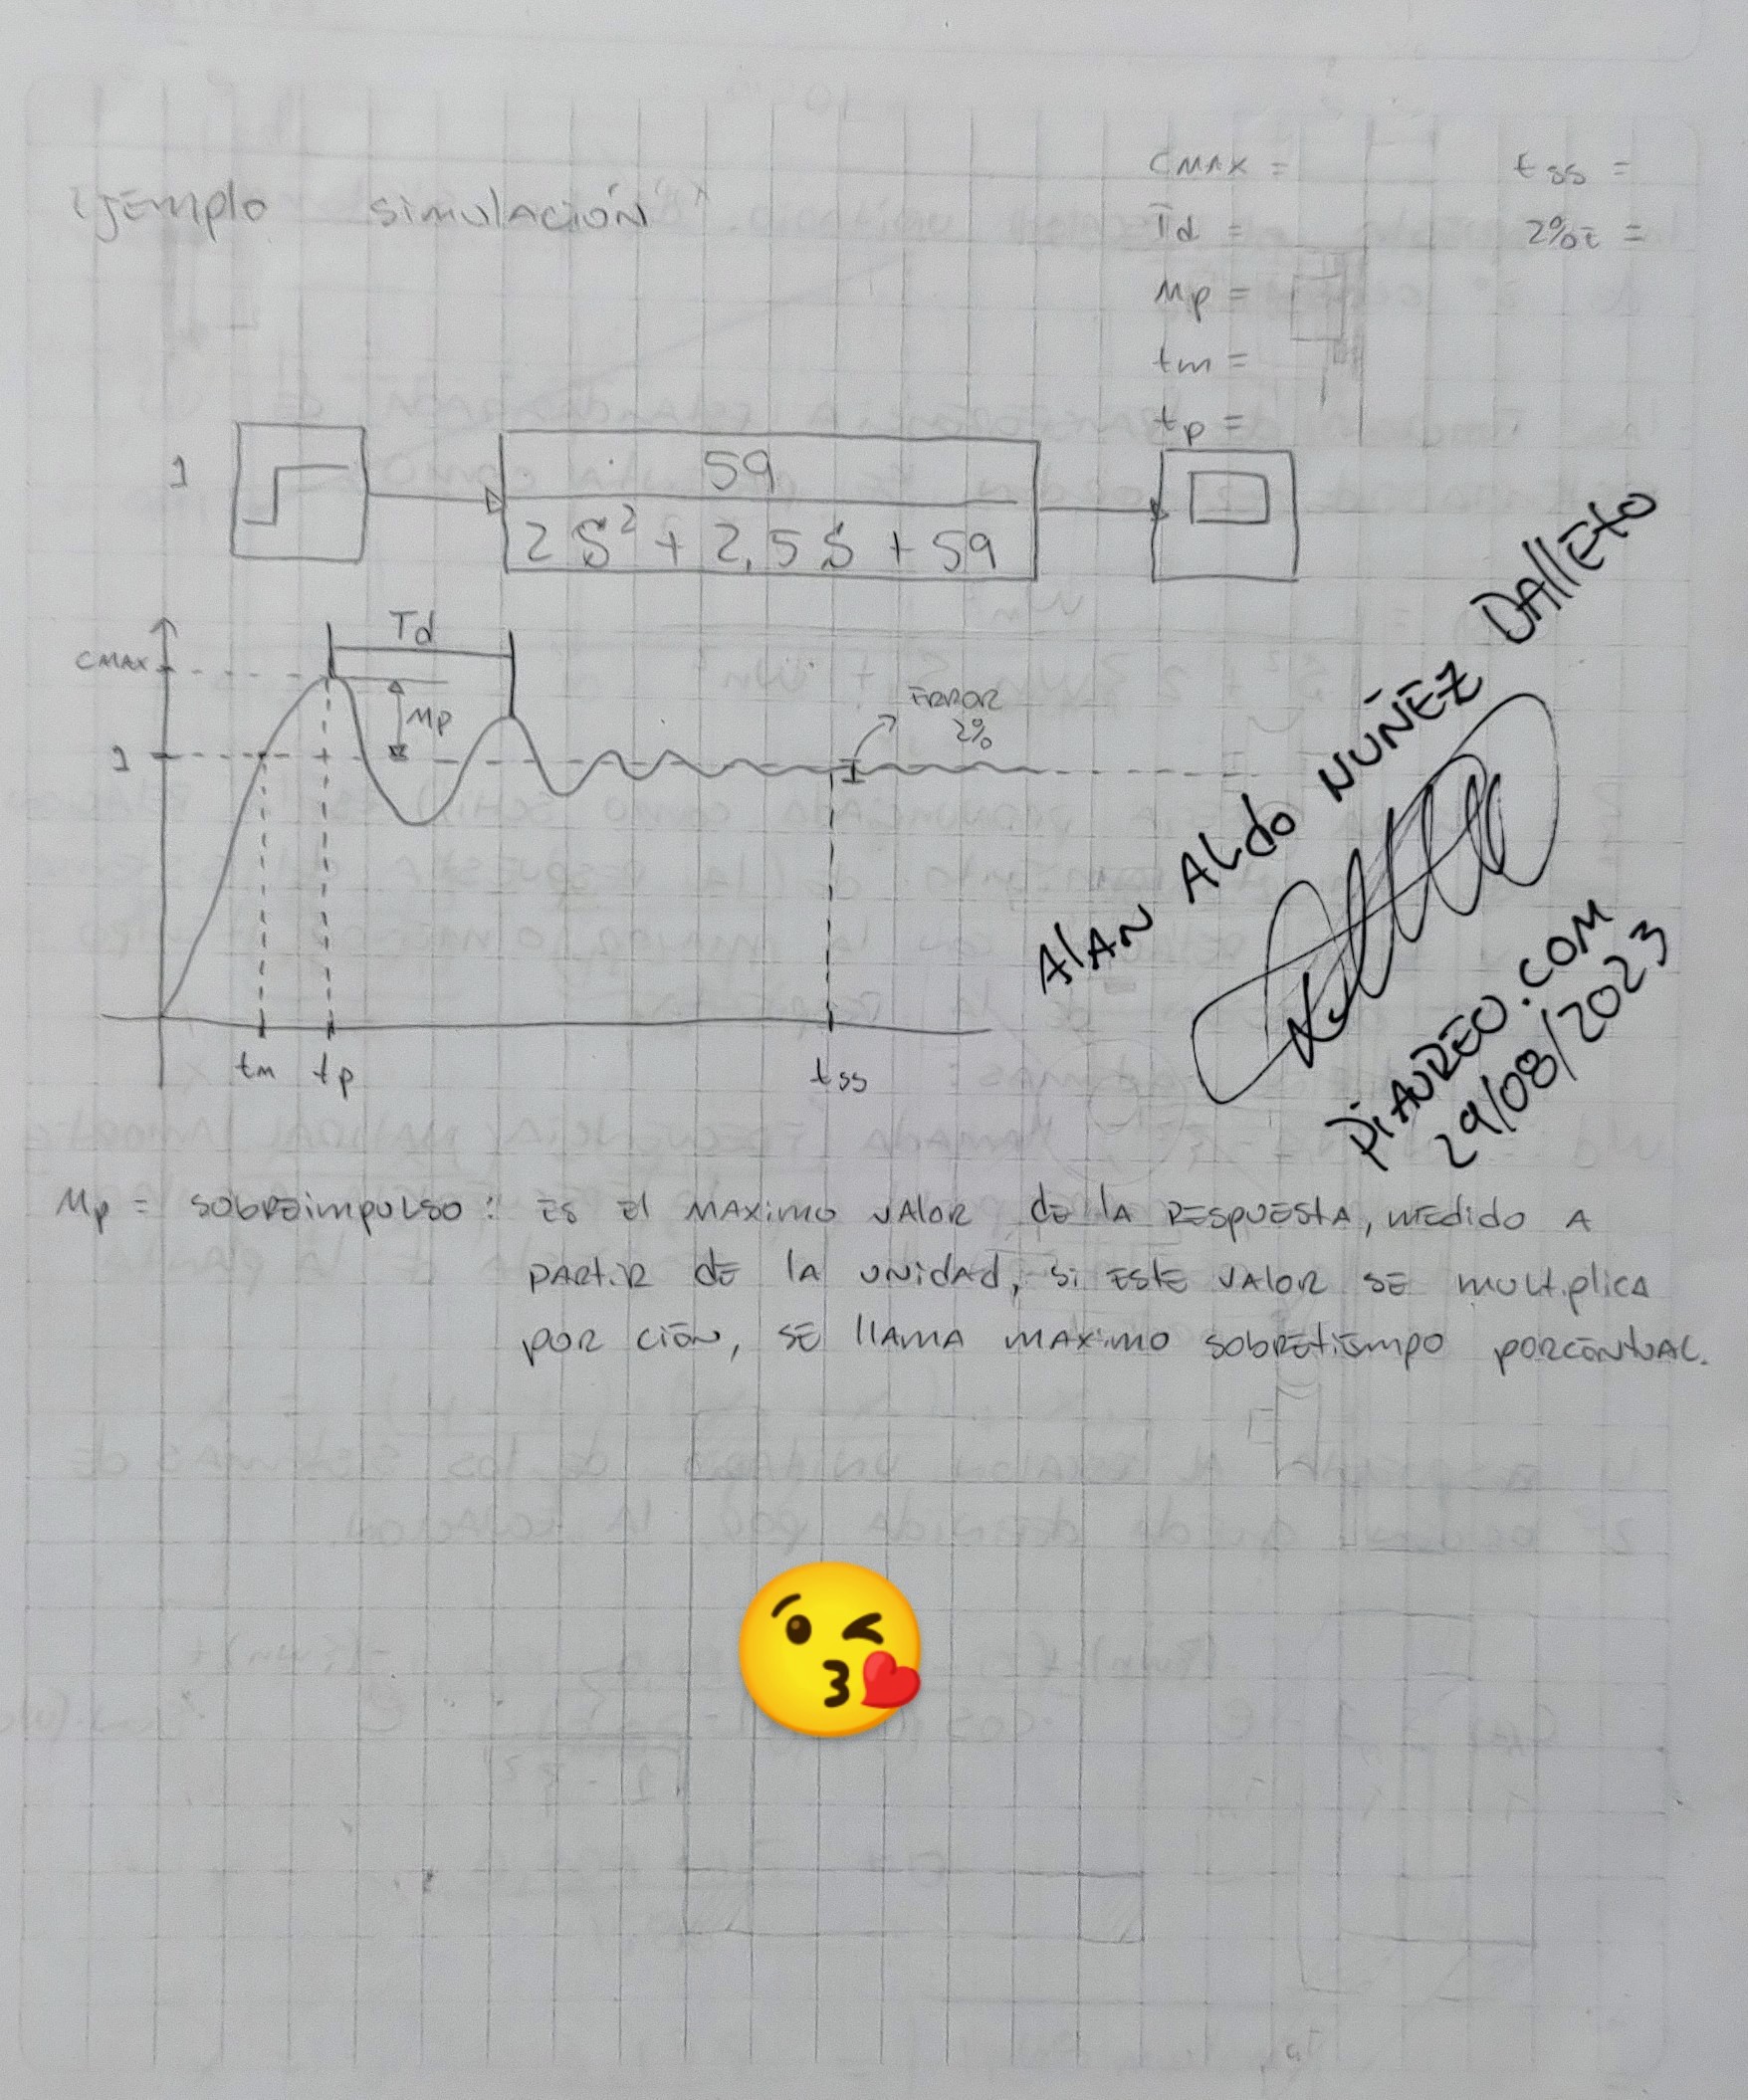 Ejemplo simulación
CMAX =
Td =
Mp =
tm =
tp =
tss =
2%E =
1
59
2S² + 2,5S + 59
Td
CMAX
Mp
1
ERROR
2%
tm tp tss
ALAN ALdo NUÑEZ DAllEto
PiAUREO.COM
29/08/2023
Mp = sobreimpulso: Es El maximo valor de la respuesta, medido a
partir de la unidad, si este valor se multiplica
por cien, se llama maximo sobretiempo porcentual.